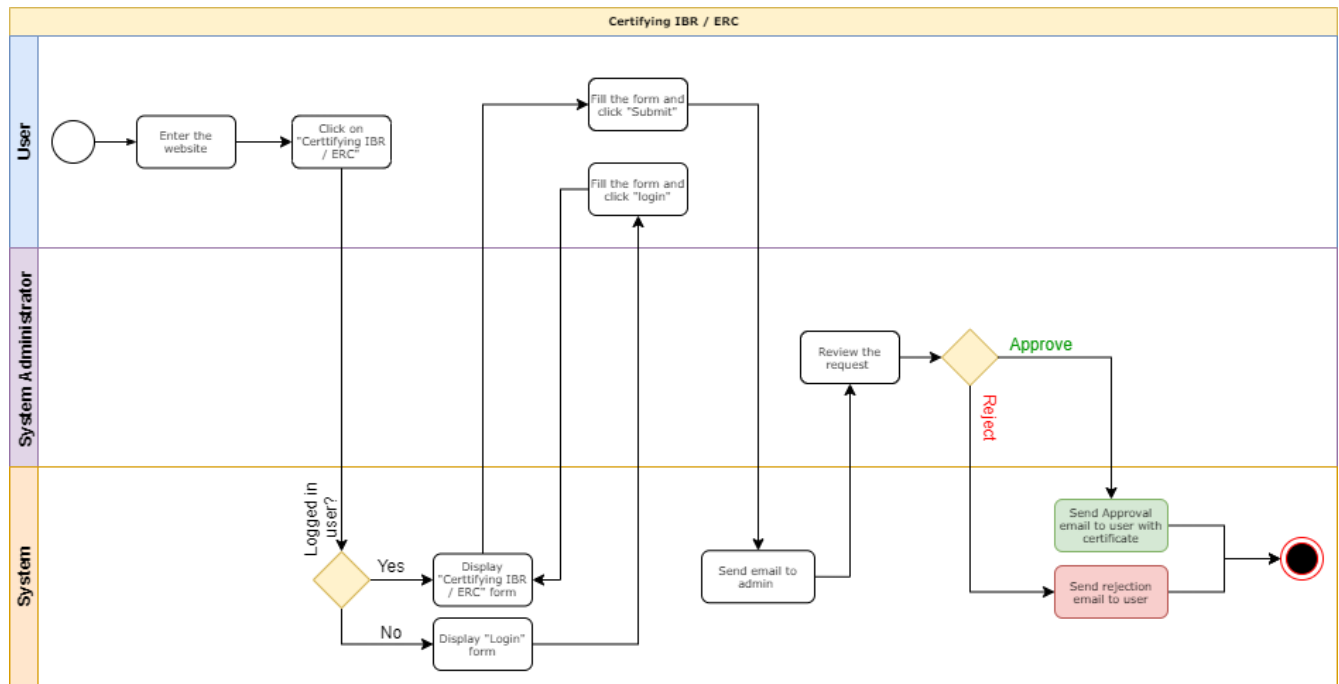 Certifying IBR / ERC
User
Enter the
website
Click on
"Certtifying IBR
/ ERC"
Fill the form and
click "Submit"
Fill the form and
click "login"
System Administrator
Review the
request
Approve
Reject
System
Logged in
user?
Yes
No
Display
"Certtifying IBR
/ ERC" form
Display "Login"
form
Send email to
admin
Send Approval
email to user with
certificate
Send rejection
email to user